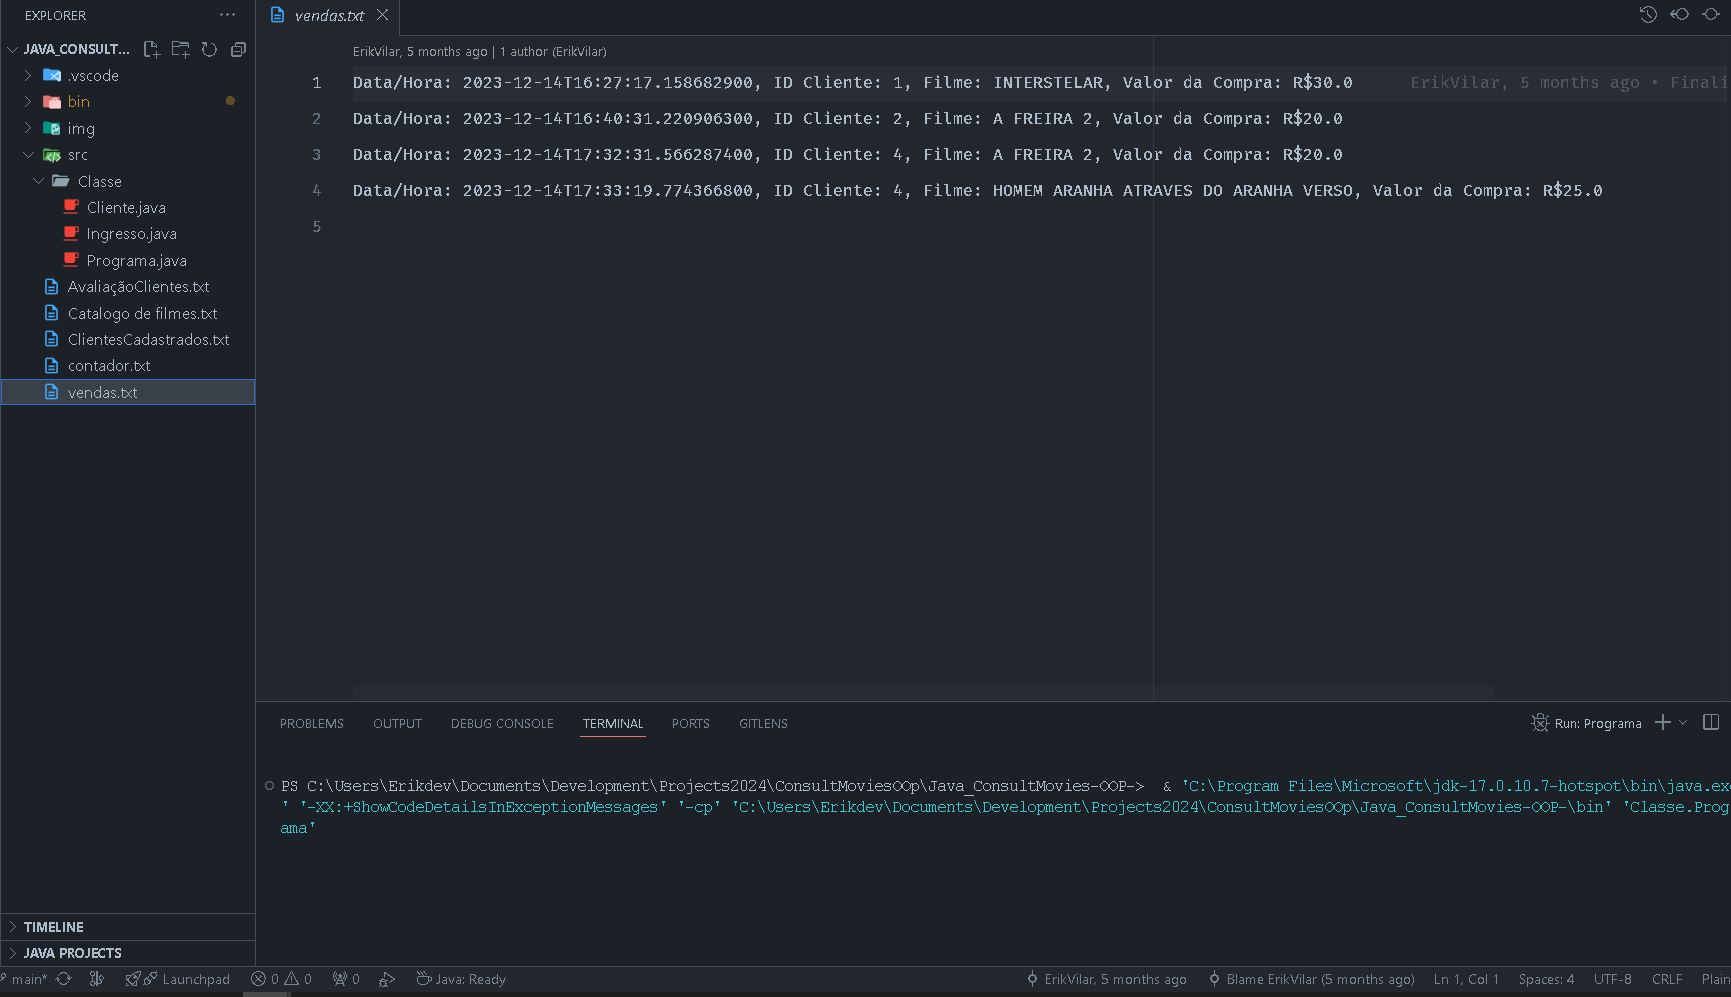 EXPLORER
JAVA_CONSULT...
.vscode
bin
img
src
Classe
Cliente.java
Ingresso.java
Programa.java
AvaliaçãoClientes.txt
Catalogo de filmes.txt
ClientesCadastrados.txt
contador.txt
vendas.txt
TIMELINE
JAVA PROJECTS
vendas.txt
ErikVilar, 5 months ago | 1 author (ErikVilar)
1 Data/Hora: 2023-12-14T16:27:17.158682900, ID Cliente: 1, Filme: INTERSTELAR, Valor da Compra: R$30.0 ErikVilar, 5 months ago • Finali
2 Data/Hora: 2023-12-14T16:40:31.220906300, ID Cliente: 2, Filme: A FREIRA 2, Valor da Compra: R$20.0
3 Data/Hora: 2023-12-14T17:32:31.566287400, ID Cliente: 4, Filme: A FREIRA 2, Valor da Compra: R$20.0
4 Data/Hora: 2023-12-14T17:33:19.774366800, ID Cliente: 4, Filme: HOMEM ARANHA ATRAVES DO ARANHA VERSO, Valor da Compra: R$25.0
5
PROBLEMS OUTPUT DEBUG CONSOLE TERMINAL PORTS GITLENS Run: Programa
PS C:\Users\Erikdev\Documents\Development\Projects2024\ConsultMoviesOOp\Java_ConsultMovies-OOP-> & 'C:\Program Files\Microsoft\jdk-17.0.10.7-hotspot\bin\java.exe
' '-XX:+ShowCodeDetailsInExceptionMessages' '-cp' 'C:\Users\Erikdev\Documents\Development\Projects2024\ConsultMoviesOOp\Java_ConsultMovies-OOP-\bin' 'Classe.Prog
ama'
main* Launchpad 0 0 0 Java: Ready ErikVilar, 5 months ago Blame ErikVilar (5 months ago) Ln 1, Col 1 Spaces: 4 UTF-8 CRLF Plain